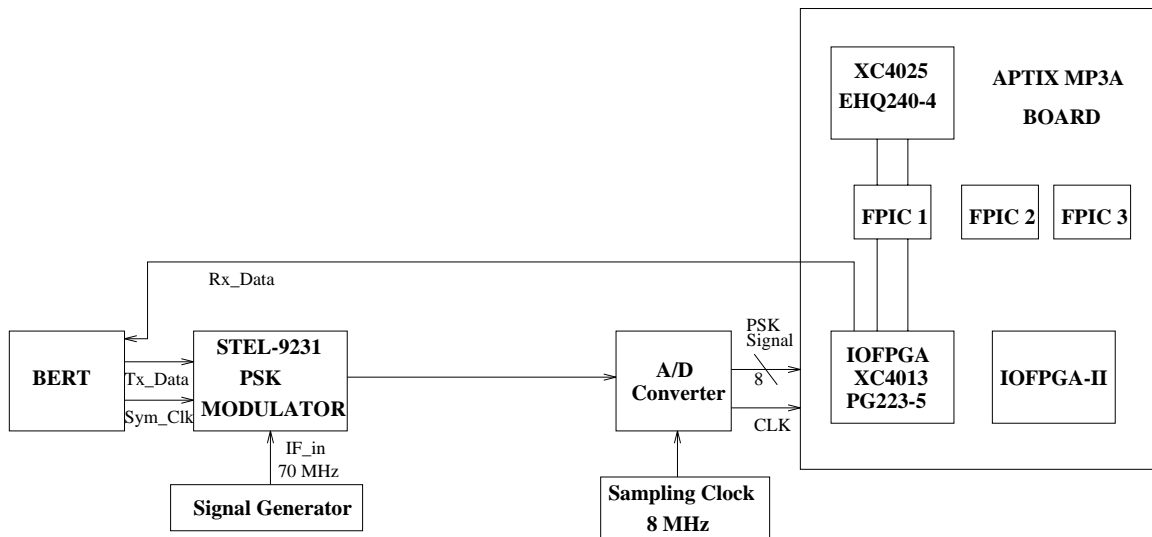 XC4025
EHQ240-4
APTIX MP3A
BOARD
FPIC 1
FPIC 2
FPIC 3
Rx_Data
BERT
Tx_Data
Sym_Clk
STEL-9231
PSK
MODULATOR
IF_in
70 MHz
Signal Generator
A/D
Converter
Sampling Clock
8 MHz
PSK
Signal
8
CLK
IOFPGA
XC4013
PG223-5
IOFPGA-II